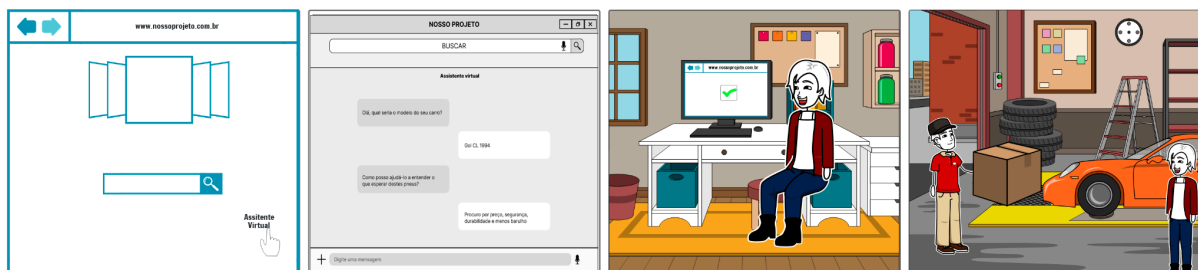 www.nossoprojeto.com.br
Assitente
Virtual
NOSSO PROJETO
BUSCAR
Assistente virtual
Olá, qual seria o modelo do seu carro?
Gol CL 1994
Como posso ajudá-lo a entender o
que esperar destes pneus?
Procuro por preço, segurança,
durabilidade e menos barulho
Digite uma mensagem
www.nossoprojeto.com.br